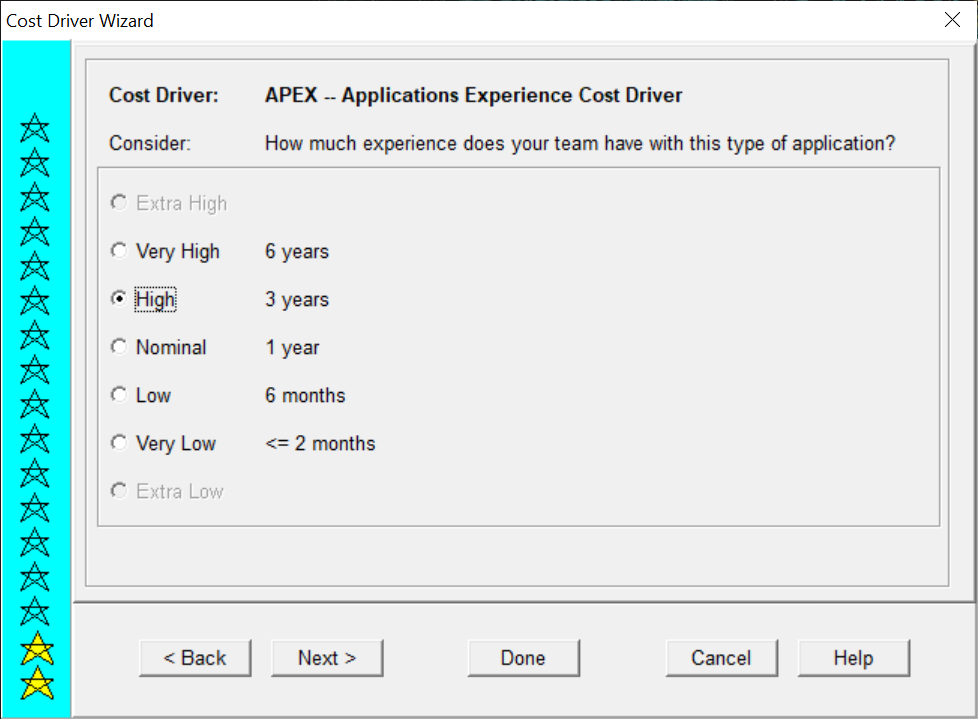 Cost Driver Wizard
Cost Driver: APEX -- Applications Experience Cost Driver
Consider: How much experience does your team have with this type of application?
Extra High
Very High 6 years
High 3 years
Nominal 1 year
Low 6 months
Very Low <= 2 months
Extra Low
< Back Next > Done Cancel Help